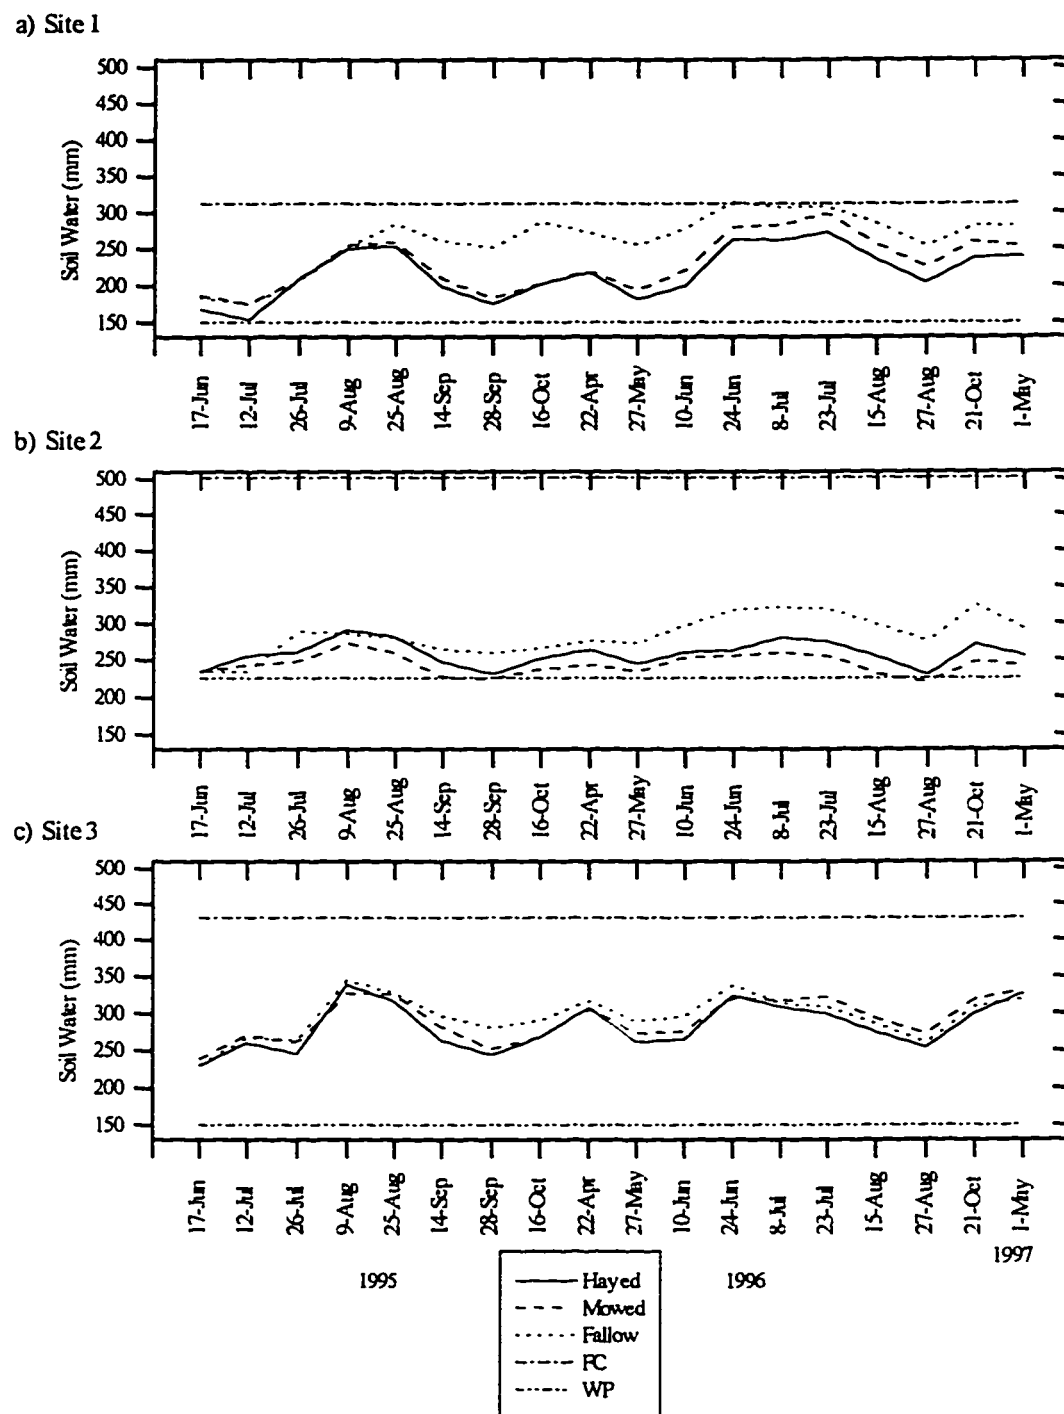 a) Site 1
500
450
400
350
300
250
200
150
Soil Water (mm)
17-Jun
12-Jul
26-Jul
9-Aug
25-Aug
14-Sep
28-Sep
16-Oct
22-Apr
27-May
10-Jun
24-Jun
8-Jul
23-Jul
15-Aug
27-Aug
21-Oct
1-May
b) Site 2
500
450
400
350
300
250
200
150
Soil Water (mm)
17-Jun
12-Jul
26-Jul
9-Aug
25-Aug
14-Sep
28-Sep
16-Oct
22-Apr
27-May
10-Jun
24-Jun
8-Jul
23-Jul
15-Aug
27-Aug
21-Oct
1-May
c) Site 3
500
450
400
350
300
250
200
150
Soil Water (mm)
17-Jun
12-Jul
26-Jul
9-Aug
25-Aug
14-Sep
28-Sep
16-Oct
22-Apr
27-May
10-Jun
24-Jun
8-Jul
23-Jul
15-Aug
27-Aug
21-Oct
1-May
1995
1996
1997
Hayed
Mowed
Fallow
FC
WP